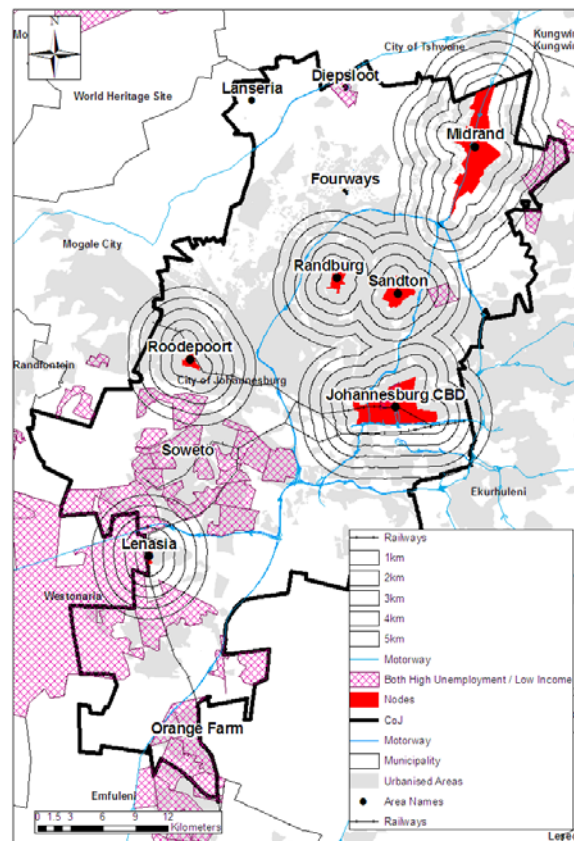 N
Mo
City of Tshwane
Kungwin
Kungwin
Diepsloot
Lanseria
World Heritage Site
Midrand
Fourways
Mogale City
Randburg
Sandton
Roodepoort
Randfontein
City of Johannesburg
Johannesburg CBD
Soweto
Ekurhuleni
Lenasia
Westonaria
Orange Farm
Emfuleni
Railways
1km
2km
3km
4km
5km
Motorway
Both High Unemployment / Low Income
Nodes
CoJ
Motorway
Municipality
Urbanised Areas
Area Names
Railways
0 1.5 3 6 9 12
Kilometers